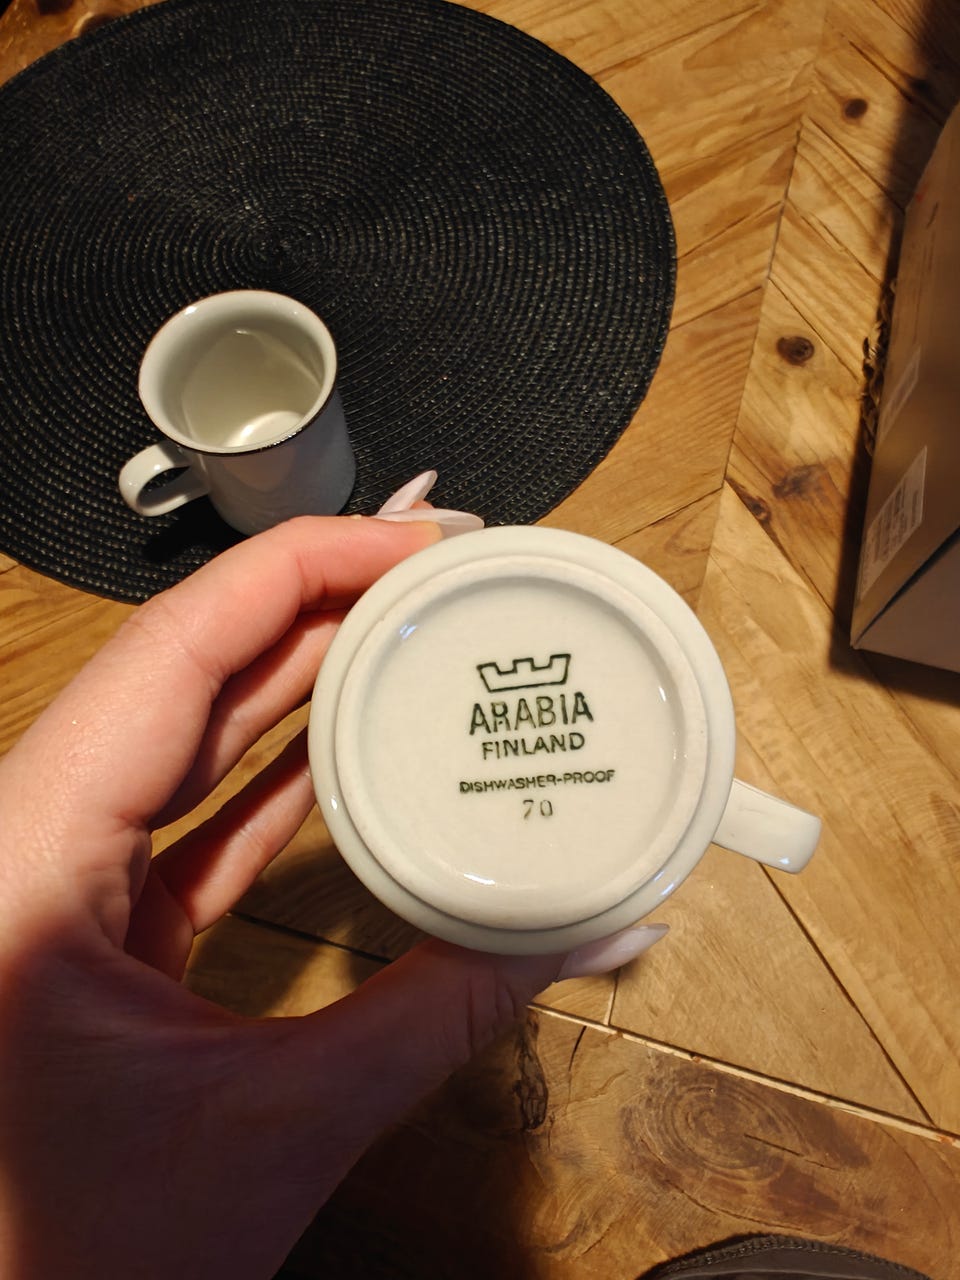 ARABIA
FINLAND
DISHWASHER-PROOF
70